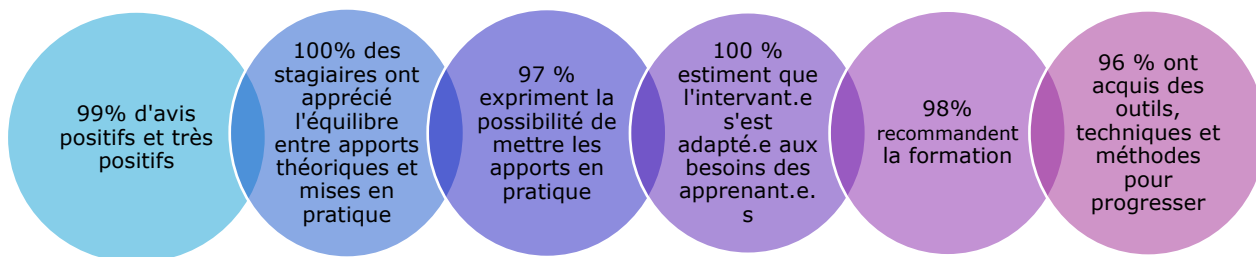 99% d'avis
positifs et très
positifs
100% des
stagiaires ont
apprécié
l'équilibre
entre apports
théoriques et
mises en
pratique
97 %
expriment la
possibilité de
mettre les
apports en
pratique
100 %
estiment que
l'intervant.e
s'est
adapté.e aux
besoins des
apprenant.e.
s
98%
recommandent
la formation
96 % ont
acquis des
outils,
techniques et
méthodes
pour
progresser